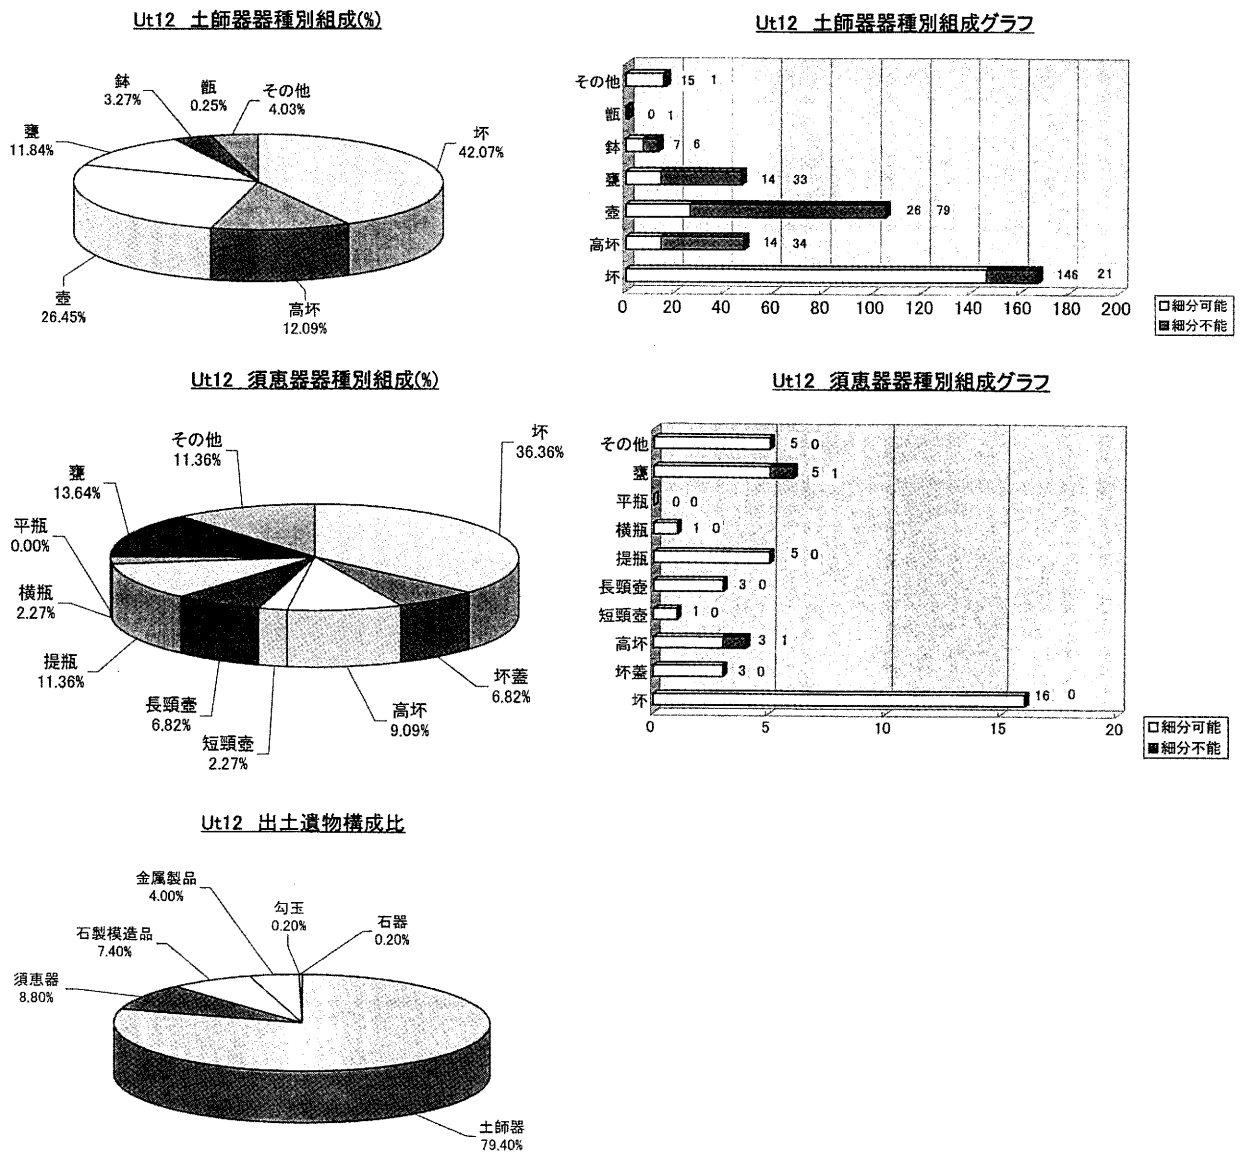 Ut12 土師器器種別組成(%)
鉢
3.27%
甑
0.25%
その他
4.03%
甕
11.84%
坏
42.07%
壺
26.45%
高坏
12.09%
Ut12 土師器器種別組成グラフ
その他 15 1
甑 0 1
鉢 7 6
甕 14 33
壺 26 79
高坏 14 34
坏 146 21
0 20 40 60 80 100 120 140 160 180 200
細分可能
細分不能
Ut12 須恵器器種別組成(%)
その他
11.36%
坏
36.36%
甕
13.64%
平瓶
0.00%
横瓶
2.27%
提瓶
11.36%
長頸壺
6.82%
短頸壺
2.27%
高坏
9.09%
坏蓋
6.82%
Ut12 須恵器器種別組成グラフ
その他 5 0
甕 5 1
平瓶 0 0
横瓶 1 0
提瓶 5 0
長頸壺 3 0
短頸壺 1 0
高坏 3 1
坏蓋 3 0
坏 16 0
0 5 10 15 20
細分可能
細分不能
Ut12 出土遺物構成比
金属製品
4.00%
勾玉
0.20%
石器
0.20%
石製模造品
7.40%
須恵器
8.80%
土師器
79.40%